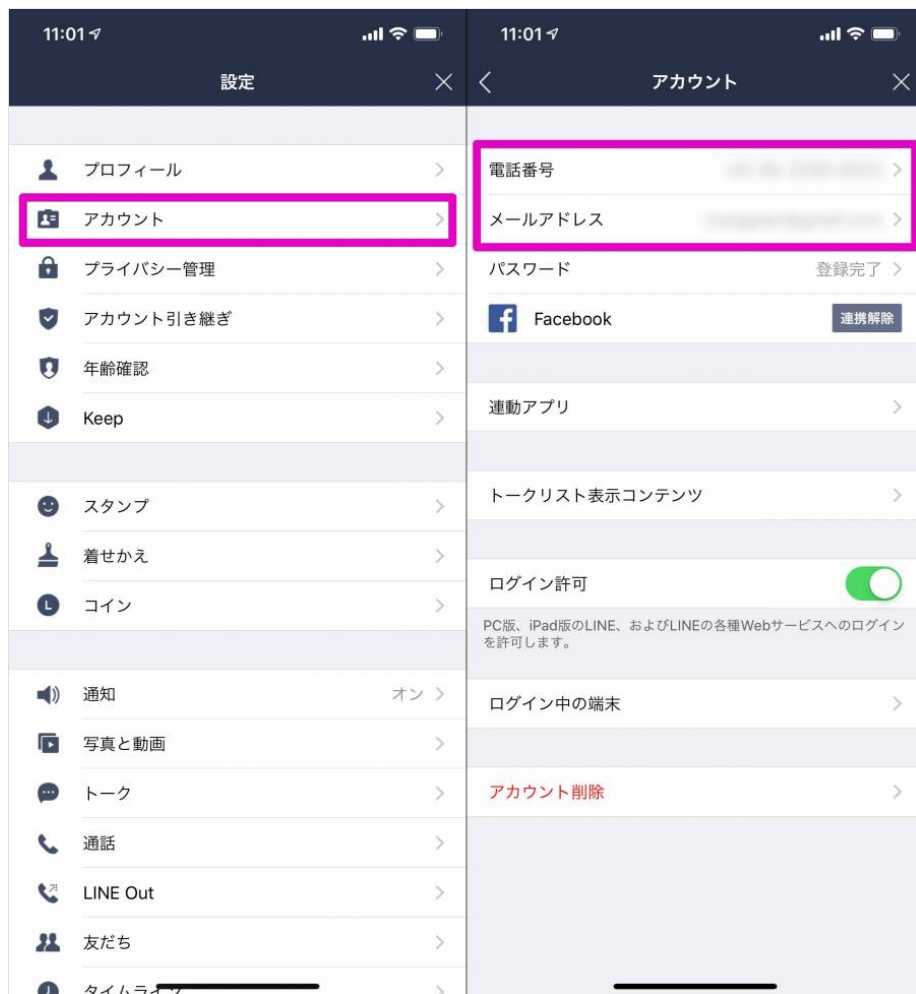 11:01
設定
プロフィール
アカウント
プライバシー管理
アカウント引き継ぎ
年齢確認
Keep
スタンプ
着せかえ
コイン
通知 オン
写真と動画
トーク
通話
LINE Out
友だち
タイムライン
11:01
アカウント
電話番号
メールアドレス
パスワード 登録完了
Facebook 連携解除
連動アプリ
トークリスト表示コンテンツ
ログイン許可
PC版、iPad版のLINE、およびLINEの各種Webサービスへのログイン
を許可します。
ログイン中の端末
アカウント削除